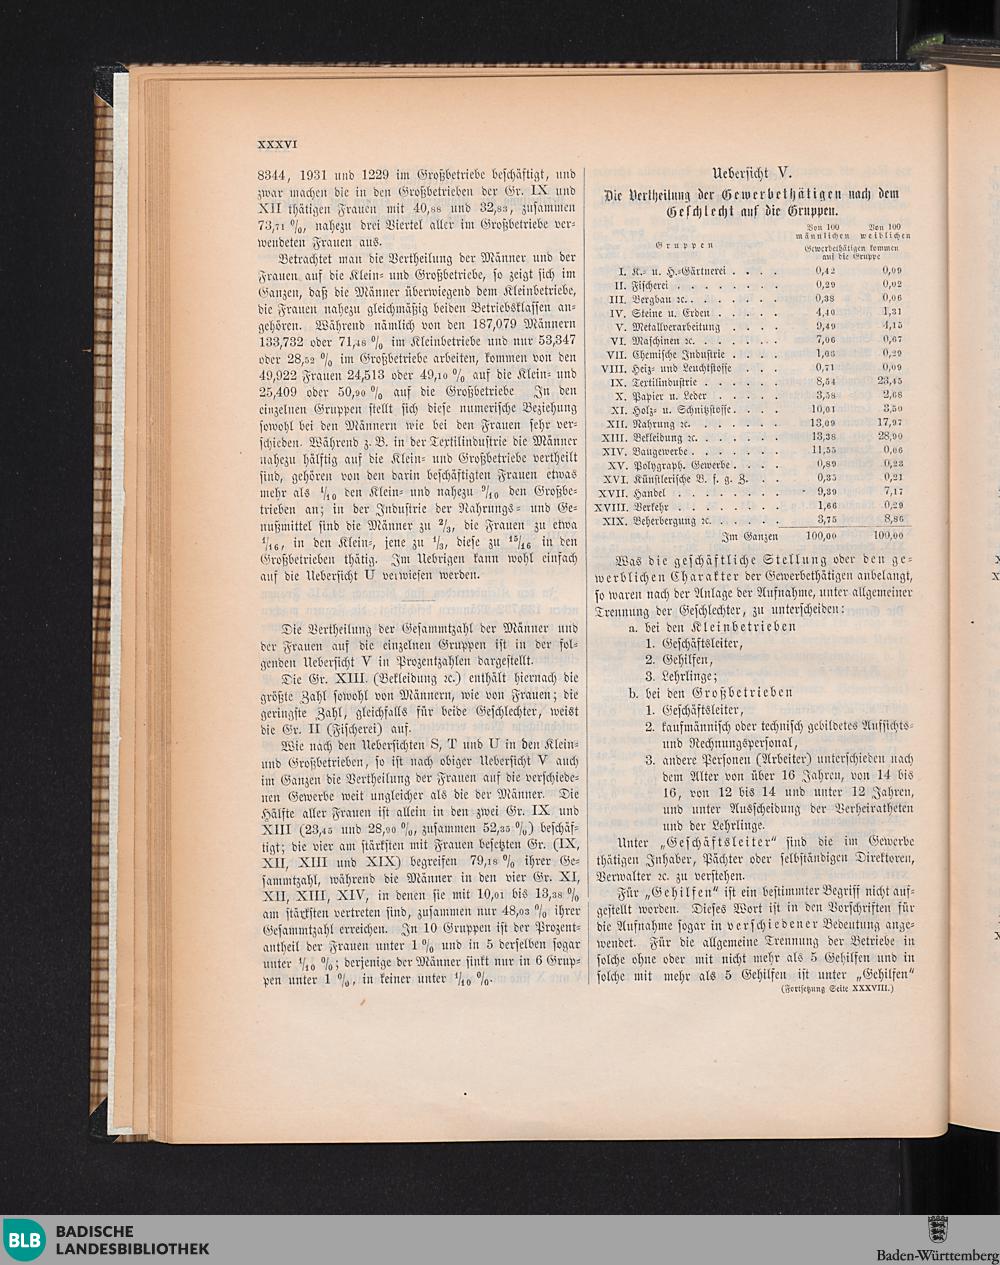 XXXVI
8344, 1931 und 1229 im Großbetriebe beschäftigt, und
zwar machen die in den Großbetrieben der Gr. IX und
XII thätigen Frauen mit 40,88 und 32,83, zusammen
73,71 %, nahezu drei Viertel aller im Großbetriebe ver-
wendeten Frauen aus.
Betrachtet man die Vertheilung der Männer und der
Frauen auf die Klein- und Großbetriebe, so zeigt sich im
Ganzen, daß die Männer überwiegend dem Kleinbetriebe,
die Frauen nahezu gleichmäßig beiden Betriebsklassen an-
gehören. Während nämlich von den 187,079 Männern
133,732 oder 71,48 % im Kleinbetriebe und nur 53,347
oder 28,52 % im Großbetriebe arbeiten, kommen von den
49,922 Frauen 24,513 oder 49,10 % auf die Klein- und
25,409 oder 50,90 % auf die Großbetriebe In den
einzelnen Gruppen stellt sich diese numerische Beziehung
sowohl bei den Männern wie bei den Frauen sehr ver-
schieden. Während z. B. in der Textilindustrie die Männer
nahezu hälftig auf die Klein- und Großbetriebe vertheilt
sind, gehören von den darin beschäftigten Frauen etwas
mehr als 1/10 den Klein- und nahezu 9/10 den Großbe-
trieben an; in der Industrie der Nahrungs- und Ge-
nußmittel sind die Männer zu 2/3, die Frauen zu etwa
1/16, in den Klein-, jene zu 1/3, diese zu 15/16 in den
Großbetrieben thätig. Im Uebrigen kann wohl einfach
auf die Uebersicht U verwiesen werden.
Die Vertheilung der Gesammtzahl der Männer und
der Frauen auf die einzelnen Gruppen ist in der fol-
genden Uebersicht V in Prozentzahlen dargestellt.
Die Gr. XIII. (Bekleidung ꝛc.) enthält hiernach die
größte Zahl sowohl von Männern, wie von Frauen; die
geringste Zahl, gleichfalls für beide Geschlechter, weist
die Gr. II (Fischerei) auf.
Wie nach den Uebersichten S, T und U in den Klein-
und Großbetrieben, so ist nach obiger Uebersicht V auch
im Ganzen die Vertheilung der Frauen auf die verschiede-
nen Gewerbe weit ungleicher als die der Männer. Die
Hälfte aller Frauen ist allein in den zwei Gr. IX und
XIII (23,45 und 28,90 %, zusammen 52,35 %) beschäf-
tigt; die vier am stärksten mit Frauen besetzten Gr. (IX,
XII, XIII und XIX) begreifen 79,18 % ihrer Ge-
sammtzahl, während die Männer in den vier Gr. XI,
XII, XIII, XIV, in denen sie mit 10,01 bis 13,38 %
am stärksten vertreten sind, zusammen nur 48,03 % ihrer
Gesammtzahl erreichen. In 10 Gruppen ist der Prozent-
antheil der Frauen unter 1 % und in 5 derselben sogar
unter 1/10 %; derjenige der Männer sinkt nur in 6 Grup-
pen unter 1 %, in keiner unter 1/10 %.
Uebersicht V.
Die Vertheilung der Gewerbethätigen nach dem
Geschlecht auf die Gruppen.
Von 100 Von 100
männlichen weiblichen
Gruppen Gewerbethätigen kommen
auf die Gruppe
I. K.- u. H.-Gärtnerei . . . . 0,42 0,09
II. Fischerei . . . . . . . . 0,29 0,02
III. Bergbau ꝛc. . . . . . . . 0,38 0,06
IV. Steine u. Erden . . . . . 4,40 1,31
V. Metallverarbeitung . . . . 9,49 4,15
VI. Maschinen ꝛc. . . . . . . 7,06 0,67
VII. Chemische Industrie . . . . 1,03 0,29
VIII. Heiz- und Leuchtstoffe . . . 0,71 0,09
IX. Textilindustrie . . . . . . 8,54 23,45
X. Papier u. Leder . . . . . 3,58 2,68
XI. Holz- u. Schnitzstoffe . . . . 10,01 3,50
XII. Nahrung ꝛc. . . . . . . 13,09 17,97
XIII. Bekleidung ꝛc. . . . . . . 13,38 28,90
XIV. Baugewerbe . . . . . . . 11,55 0,06
XV. Polygraph. Gewerbe . . . . 0,89 0,23
XVI. Künstlerische B. f. g. Z. . . 0,35 0,21
XVII. Handel . . . . . . . . 9,39 7,17
XVIII. Verkehr . . . . . . . . 1,66 0,29
XIX. Beherbergung ꝛc. . . . . . 3,75 8,86
Im Ganzen 100,00 100,00
Was die geschäftliche Stellung oder den ge-
werblichen Charakter der Gewerbethätigen anbelangt,
so waren nach der Anlage der Aufnahme, unter allgemeiner
Trennung der Geschlechter, zu unterscheiden:
a. bei den Kleinbetrieben
1. Geschäftsleiter,
2. Gehilfen,
3. Lehrlinge;
b. bei den Großbetrieben
1. Geschäftsleiter,
2. kaufmännisch oder technisch gebildetes Aufsichts-
und Rechnungspersonal,
3. andere Personen (Arbeiter) unterschieden nach
dem Alter von über 16 Jahren, von 14 bis
16, von 12 bis 14 und unter 12 Jahren,
und unter Ausscheidung der Verheiratheten
und der Lehrlinge.
Unter „Geschäftsleiter“ sind die im Gewerbe
thätigen Inhaber, Pächter oder selbständigen Direktoren,
Verwalter ꝛc. zu verstehen.
Für „Gehilfen“ ist ein bestimmter Begriff nicht auf-
gestellt worden. Dieses Wort ist in den Vorschriften für
die Aufnahme sogar in verschiedener Bedeutung ange-
wendet. Für die allgemeine Trennung der Betriebe in
solche ohne oder mit nicht mehr als 5 Gehilfen und in
solche mit mehr als 5 Gehilfen ist unter „Gehilfen“
(Fortsetzung Seite XXXVIII.)
BLB BADISCHE
LANDESBIBLIOTHEK
Baden-Württemberg